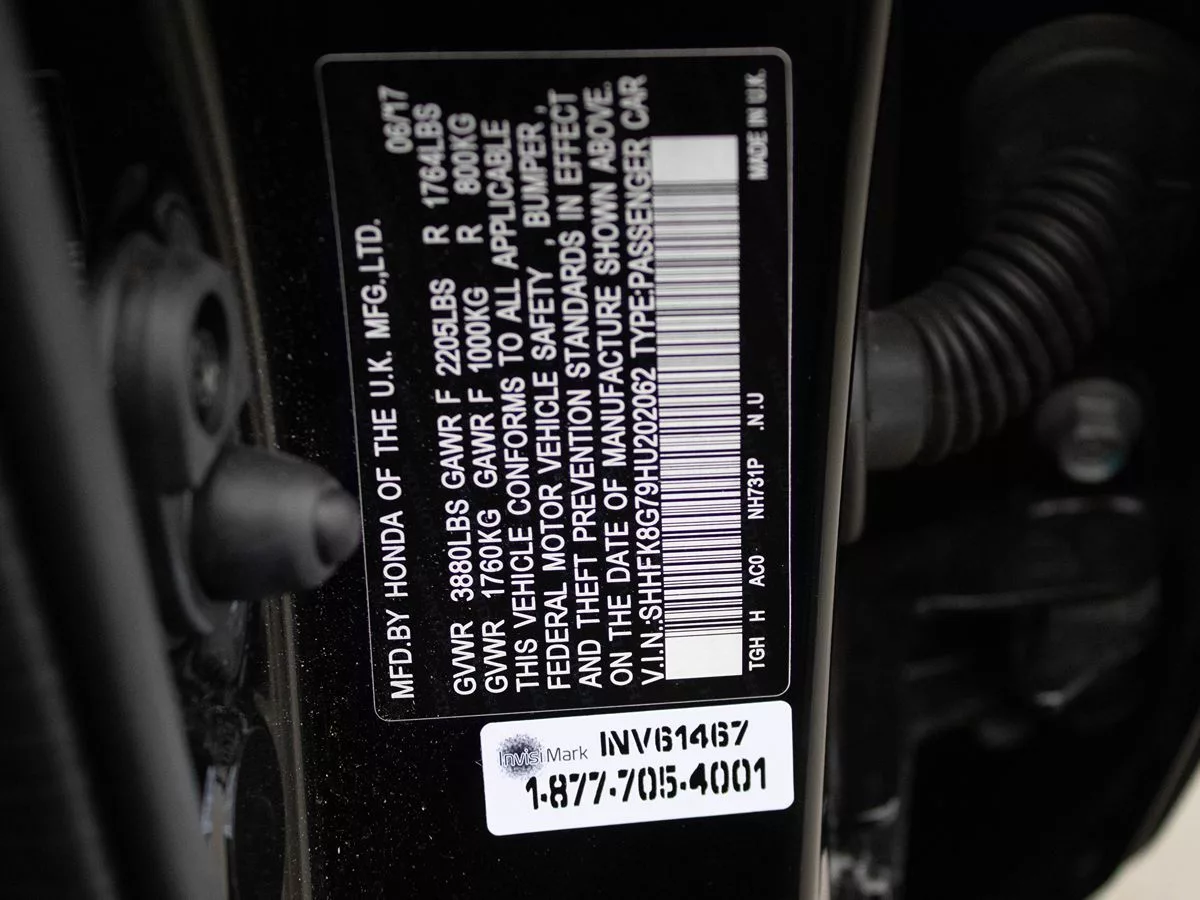 MFD.BY HONDA OF THE U.K. MFG.,LTD. 06/'17
GVWR 3880LBS GAWR F 2205LBS R 1764LBS
GVWR 1760KG GAWR F 1000KG R 800KG
THIS VEHICLE CONFORMS TO ALL APPLICABLE
FEDERAL MOTOR VEHICLE SAFETY , BUMPER ,
AND THEFT PREVENTION STANDARDS IN EFFECT
ON THE DATE OF MANUFACTURE SHOWN ABOVE.
V.I.N.:SHHFK8G79HU202062 TYPE:PASSENGER CAR
TGH H AC0 NH731P .N.U MADE IN U.K.
InvisiMark INV61467
1-877-705-4001